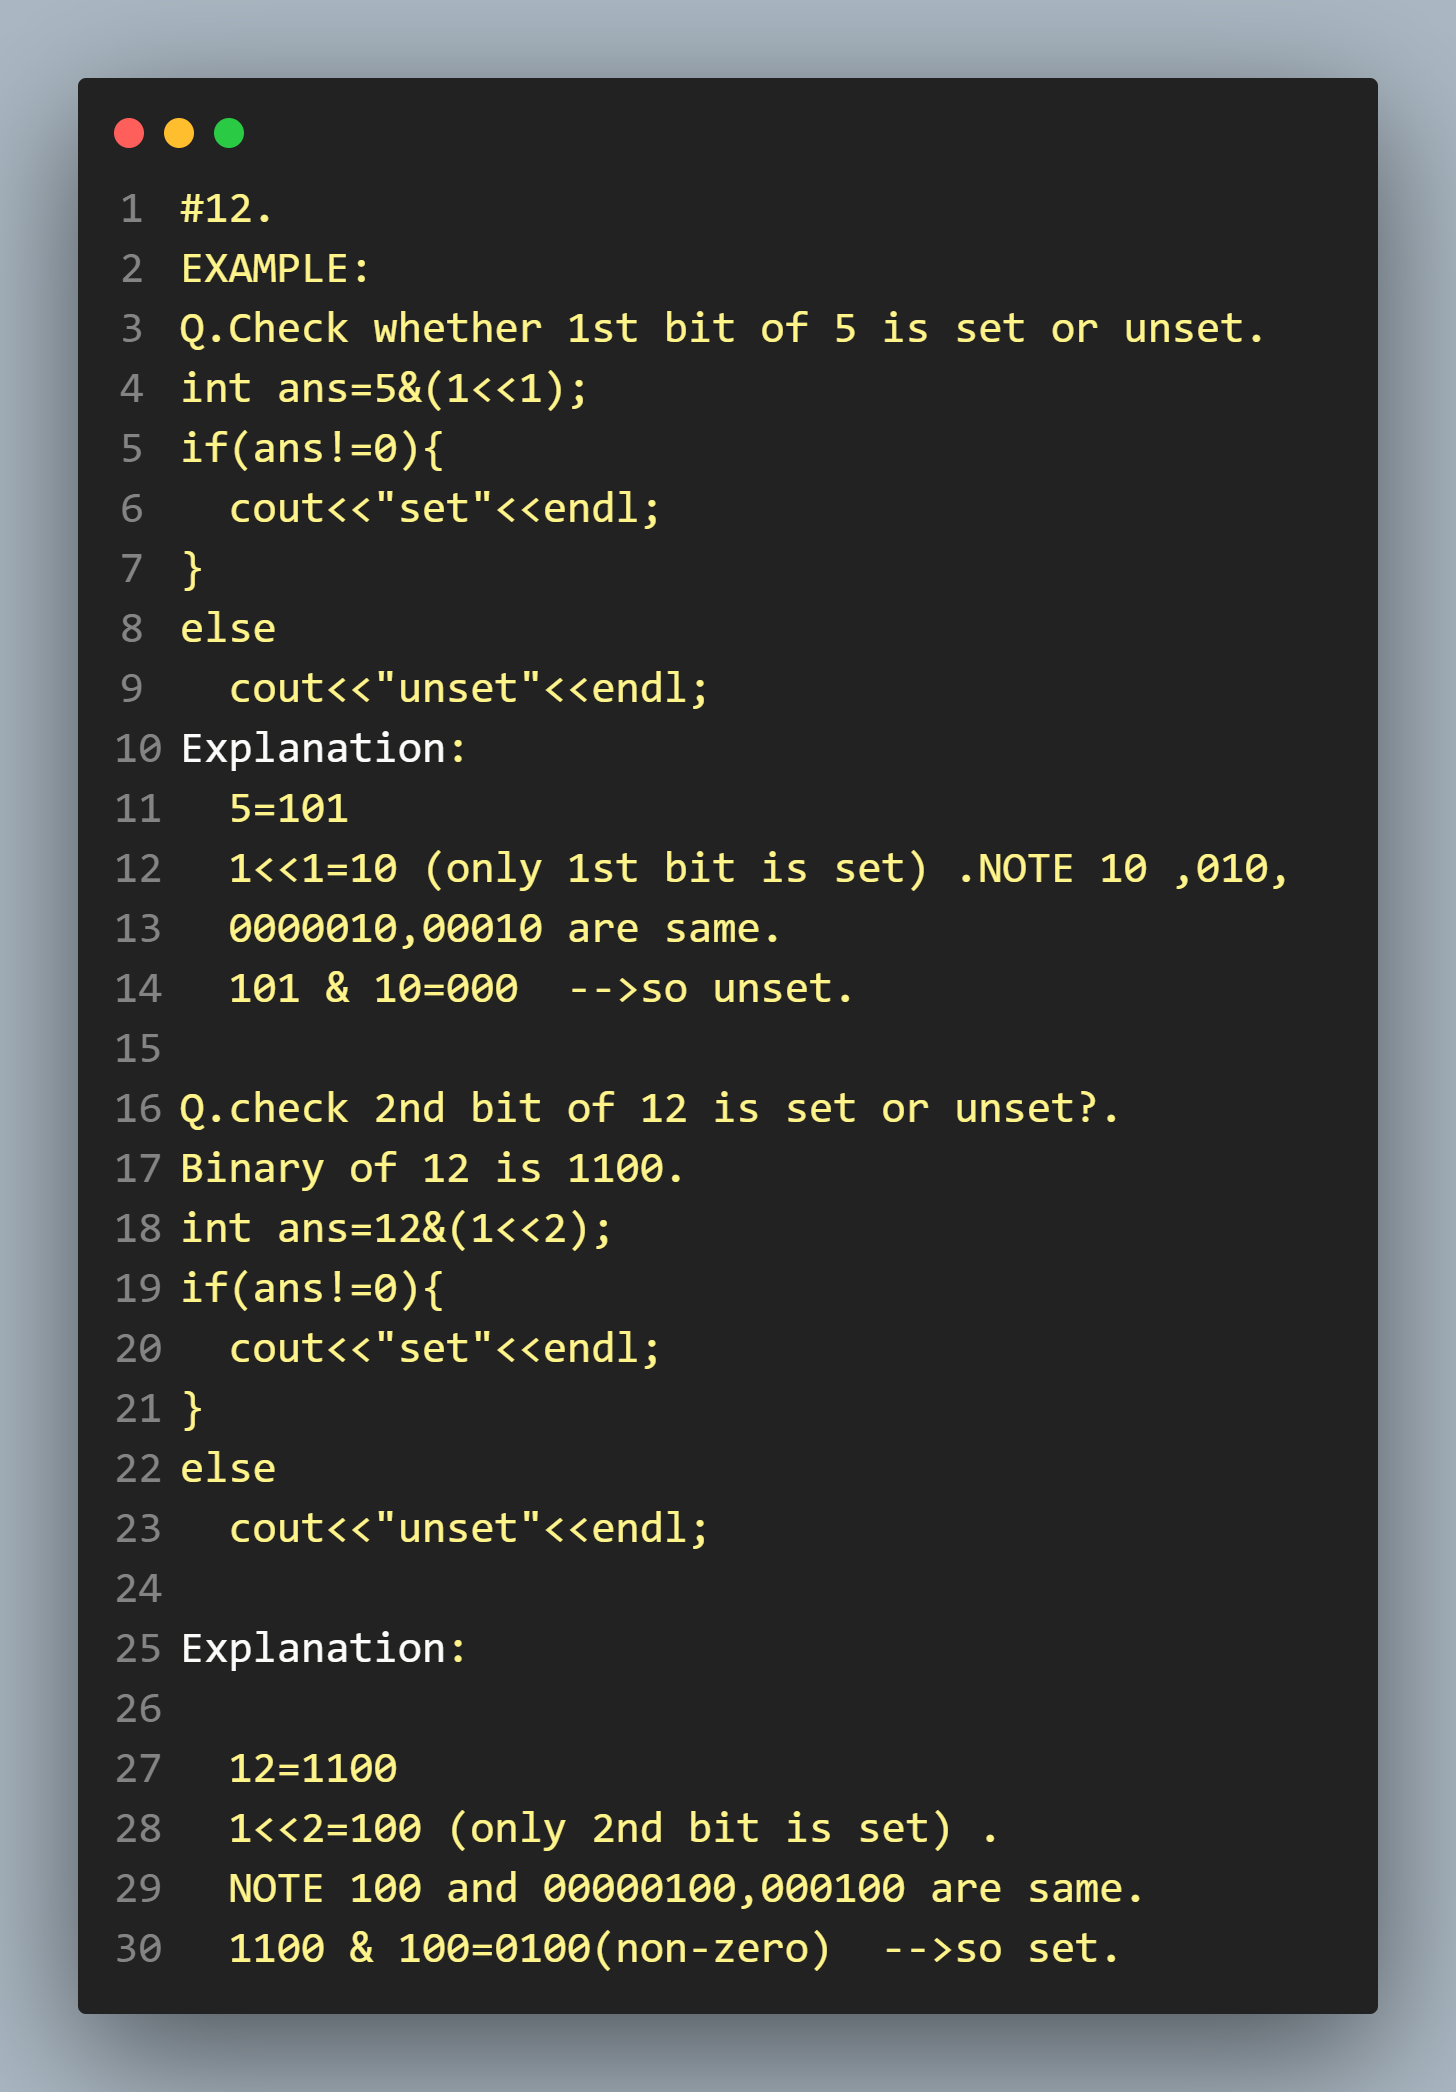 1 #12.
2 EXAMPLE:
3 Q.Check whether 1st bit of 5 is set or unset.
4 int ans=5&(1<<1);
5 if(ans!=0){
6   cout<<"set"<<endl;
7 }
8 else
9   cout<<"unset"<<endl;
10 Explanation:
11   5=101
12   1<<1=10 (only 1st bit is set) .NOTE 10 ,010,
13   0000010,00010 are same.
14   101 & 10=000  -->so unset.
15
16 Q.check 2nd bit of 12 is set or unset?.
17 Binary of 12 is 1100.
18 int ans=12&(1<<2);
19 if(ans!=0){
20   cout<<"set"<<endl;
21 }
22 else
23   cout<<"unset"<<endl;
24
25 Explanation:
26
27   12=1100
28   1<<2=100 (only 2nd bit is set) .
29   NOTE 100 and 00000100,000100 are same.
30   1100 & 100=0100(non-zero)  -->so set.